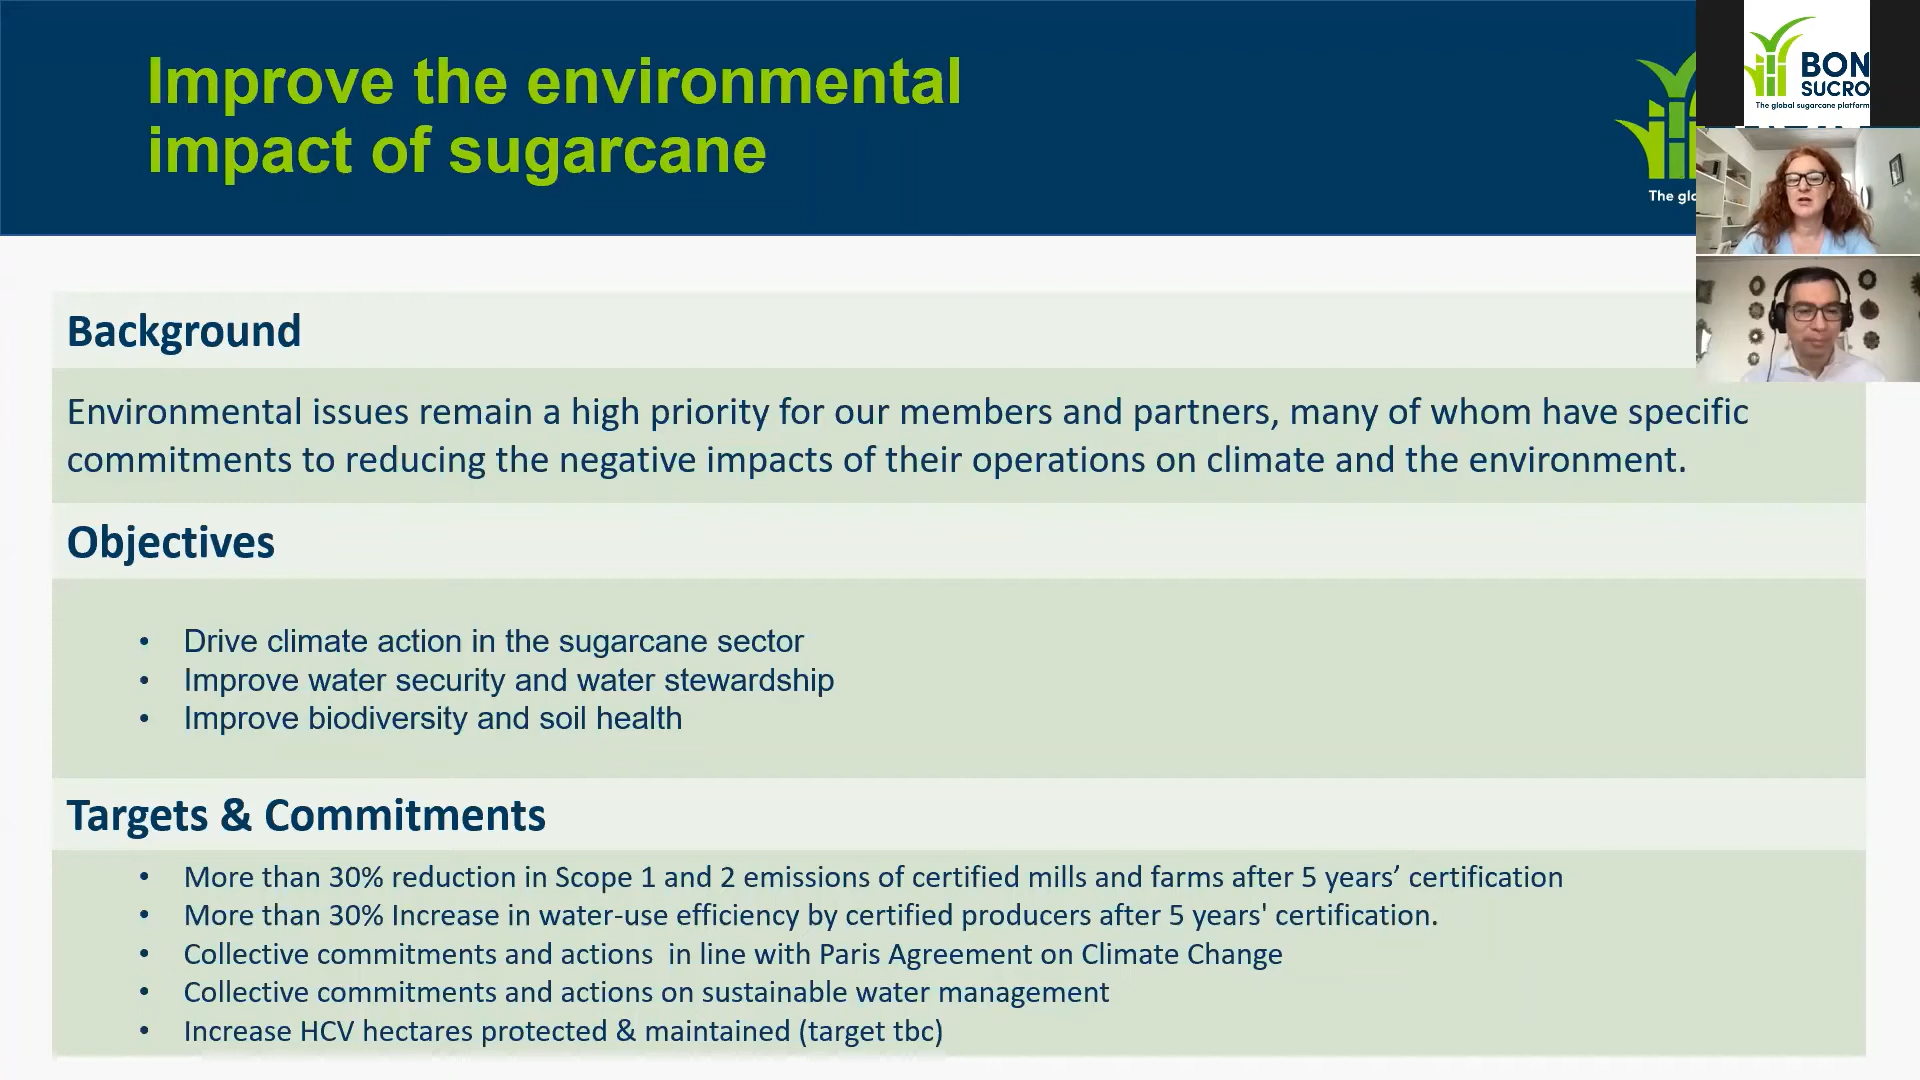 Improve the environmental
impact of sugarcane
The glo
BON
SUCRO
The global sugarcane platform
Background
Environmental issues remain a high priority for our members and partners, many of whom have specific
commitments to reducing the negative impacts of their operations on climate and the environment.
Objectives
• Drive climate action in the sugarcane sector
• Improve water security and water stewardship
• Improve biodiversity and soil health
Targets & Commitments
• More than 30% reduction in Scope 1 and 2 emissions of certified mills and farms after 5 years’ certification
• More than 30% Increase in water-use efficiency by certified producers after 5 years' certification.
• Collective commitments and actions  in line with Paris Agreement on Climate Change
• Collective commitments and actions on sustainable water management
• Increase HCV hectares protected & maintained (target tbc)